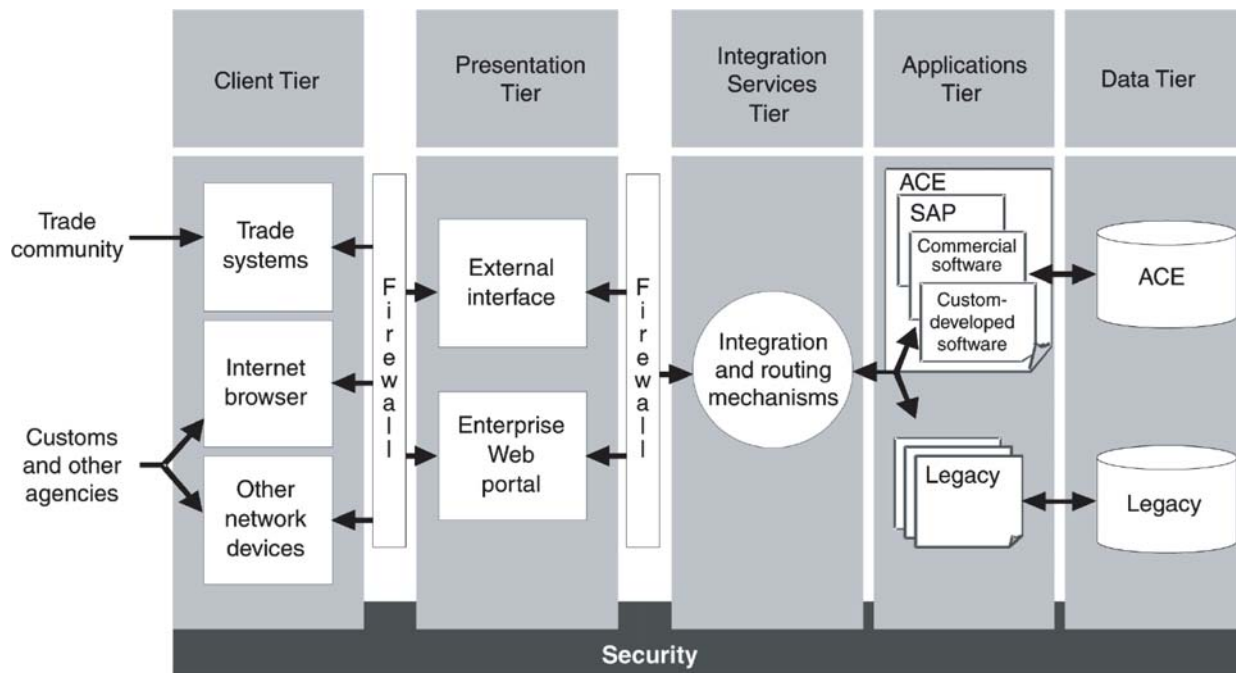 Client Tier
Presentation
Tier
Integration
Services
Tier
Applications
Tier
Data Tier
Trade
community
Customs
and other
agencies
Trade
systems
Internet
browser
Other
network
devices
Firewall
External
interface
Enterprise
Web
portal
Firewall
Integration
and routing
mechanisms
ACE
SAP
Commercial
software
Custom-
developed
software
Legacy
ACE
Legacy
Security